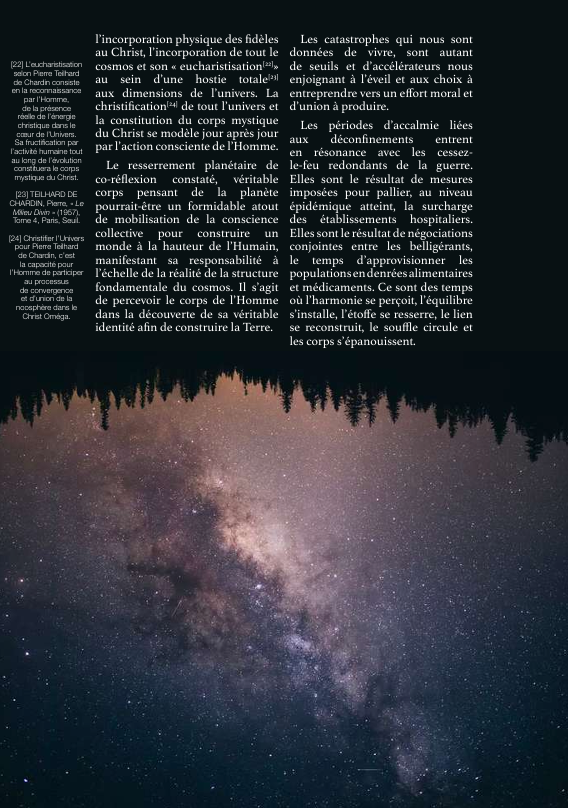 [22] L'eucharistisation
selon Pierre Teilhard
de Chardin consiste
en la reconnaissance
par l'Homme,
de la présence
réelle de l'énergie
christique dans le
cœur de l'Univers.
Sa fructification par
l'activité humaine tout
au long de l'évolution
constituera le corps
mystique du Christ.
[23] TEILHARD DE
CHARDIN, Pierre, « Le
Milieu Divin » (1957),
Tome 4, Paris, Seuil.
[24] Christifier l'Univers
pour Pierre Teilhard
de Chardin, c'est
la capacité pour
l'Homme de participer
au processus
de convergence
et d'union de la
noosphère dans le
Christ Oméga.
l'incorporation physique des fidèles
au Christ, l'incorporation de tout le
cosmos et son « eucharistisation[22]»
au sein d'une hostie totale[23]
aux dimensions de l'univers. La
christification[24] de tout l'univers et
la constitution du corps mystique
du Christ se modèle jour après jour
par l'action consciente de l'Homme.
Le resserrement planétaire de
co-réflexion constaté, véritable
corps pensant de la planète
pourrait-être un formidable atout
de mobilisation de la conscience
collective pour construire un
monde à la hauteur de l'Humain,
manifestant sa responsabilité à
l'échelle de la réalité de la structure
fondamentale du cosmos. Il s'agit
de percevoir le corps de l'Homme
dans la découverte de sa véritable
identité afin de construire la Terre.
Les catastrophes qui nous sont
données de vivre, sont autant
de seuils et d'accélérateurs nous
enjoignant à l'éveil et aux choix à
entreprendre vers un effort moral et
d'union à produire.
Les périodes d'accalmie liées
aux déconfinements entrent
en résonance avec les cessez-
le-feu redondants de la guerre.
Elles sont le résultat de mesures
imposées pour pallier, au niveau
épidémique atteint, la surcharge
des établissements hospitaliers.
Elles sont le résultat de négociations
conjointes entre les belligérants,
le temps d'approvisionner les
populations en denrées alimentaires
et médicaments. Ce sont des temps
où l'harmonie se perçoit, l'équilibre
s'installe, l'étoffe se resserre, le lien
se reconstruit, le souffle circule et
les corps s'épanouissent.